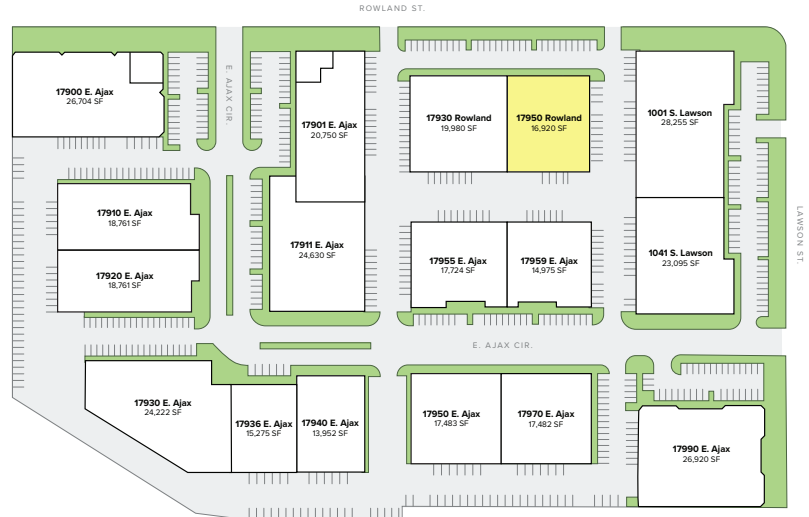 ROWLAND ST.
E. AJAX CIR.
17900 E. Ajax
26,704 SF
17901 E. Ajax
20,750 SF
17930 Rowland
19,980 SF
17950 Rowland
16,920 SF
1001 S. Lawson
28,255 SF
17910 E. Ajax
18,761 SF
17911 E. Ajax
24,630 SF
17920 E. Ajax
18,761 SF
17955 E. Ajax
17,724 SF
17959 E. Ajax
14,975 SF
1041 S. Lawson
23,095 SF
LAWSON ST.
E. AJAX CIR.
17930 E. Ajax
24,222 SF
17936 E. Ajax
15,275 SF
17940 E. Ajax
13,952 SF
17950 E. Ajax
17,483 SF
17970 E. Ajax
17,482 SF
17990 E. Ajax
26,920 SF